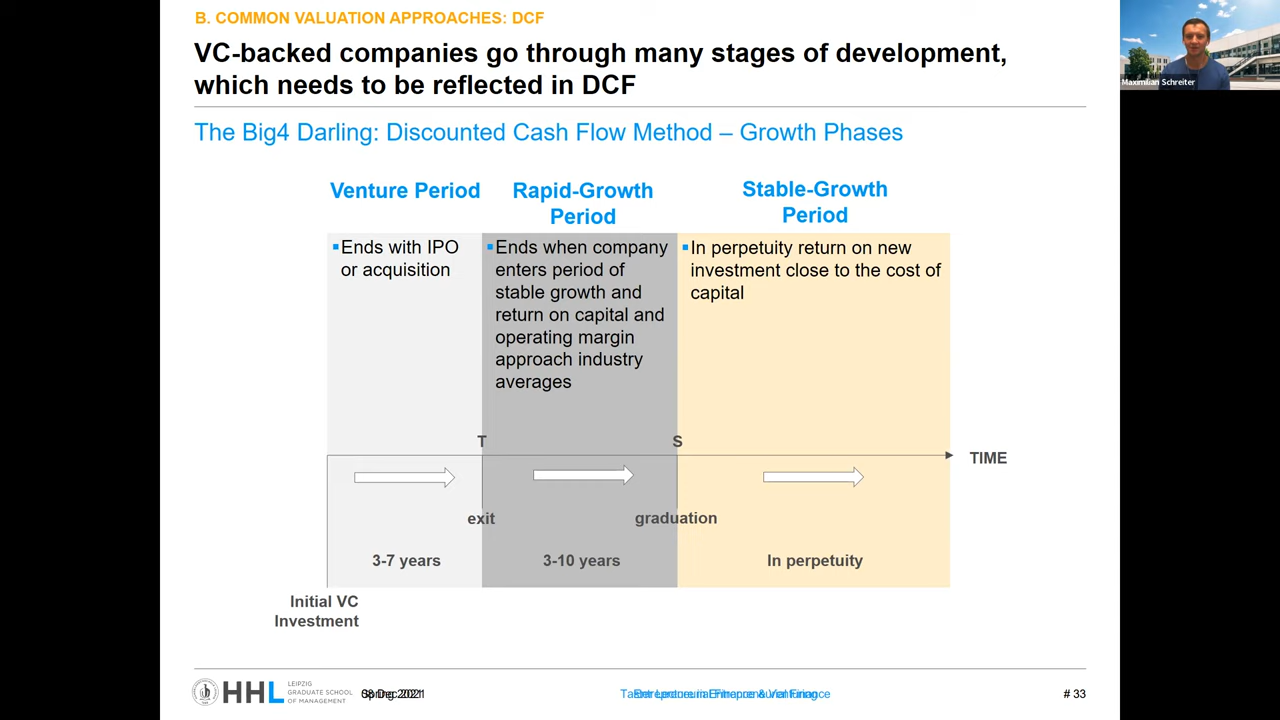 B. COMMON VALUATION APPROACHES: DCF
VC-backed companies go through many stages of development,
which needs to be reflected in DCF
The Big4 Darling: Discounted Cash Flow Method – Growth Phases
Venture Period
Rapid-Growth
Period
Stable-Growth
Period
▪Ends with IPO
or acquisition
▪Ends when company
enters period of
stable growth and
return on capital and
operating margin
approach industry
averages
▪In perpetuity return on new
investment close to the cost of
capital
T
S
TIME
exit
graduation
3-7 years
3-10 years
In perpetuity
Initial VC
Investment
HHL
LEIPZIG
GRADUATE SCHOOL
OF MANAGEMENT
# 33
Maximilian Schreiter